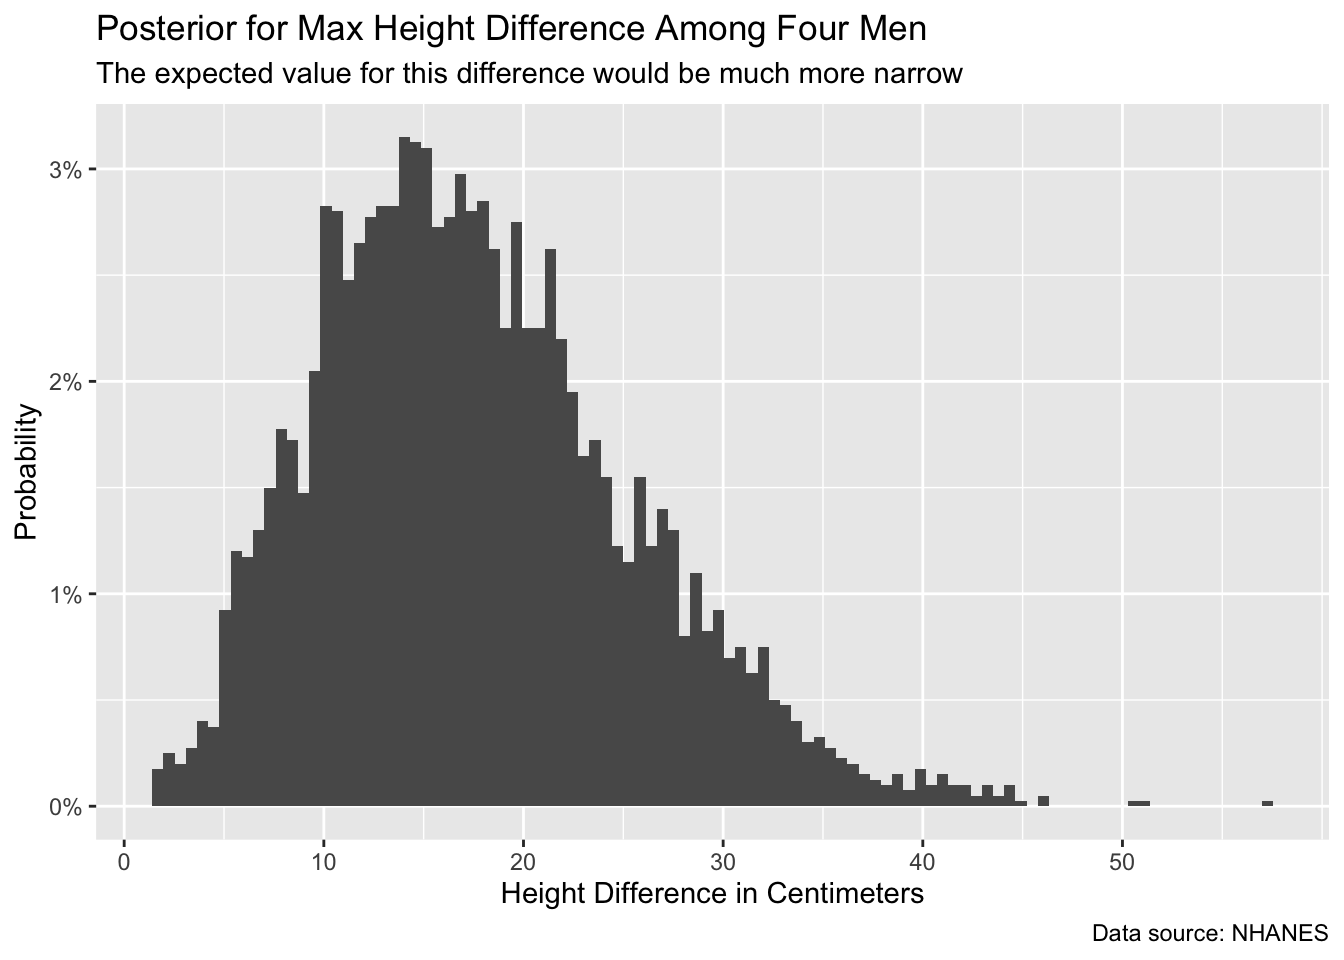 Posterior for Max Height Difference Among Four Men
The expected value for this difference would be much more narrow
3%
2%
1%
0%
Probability
0 10 20 30 40 50
Height Difference in Centimeters
Data source: NHANES